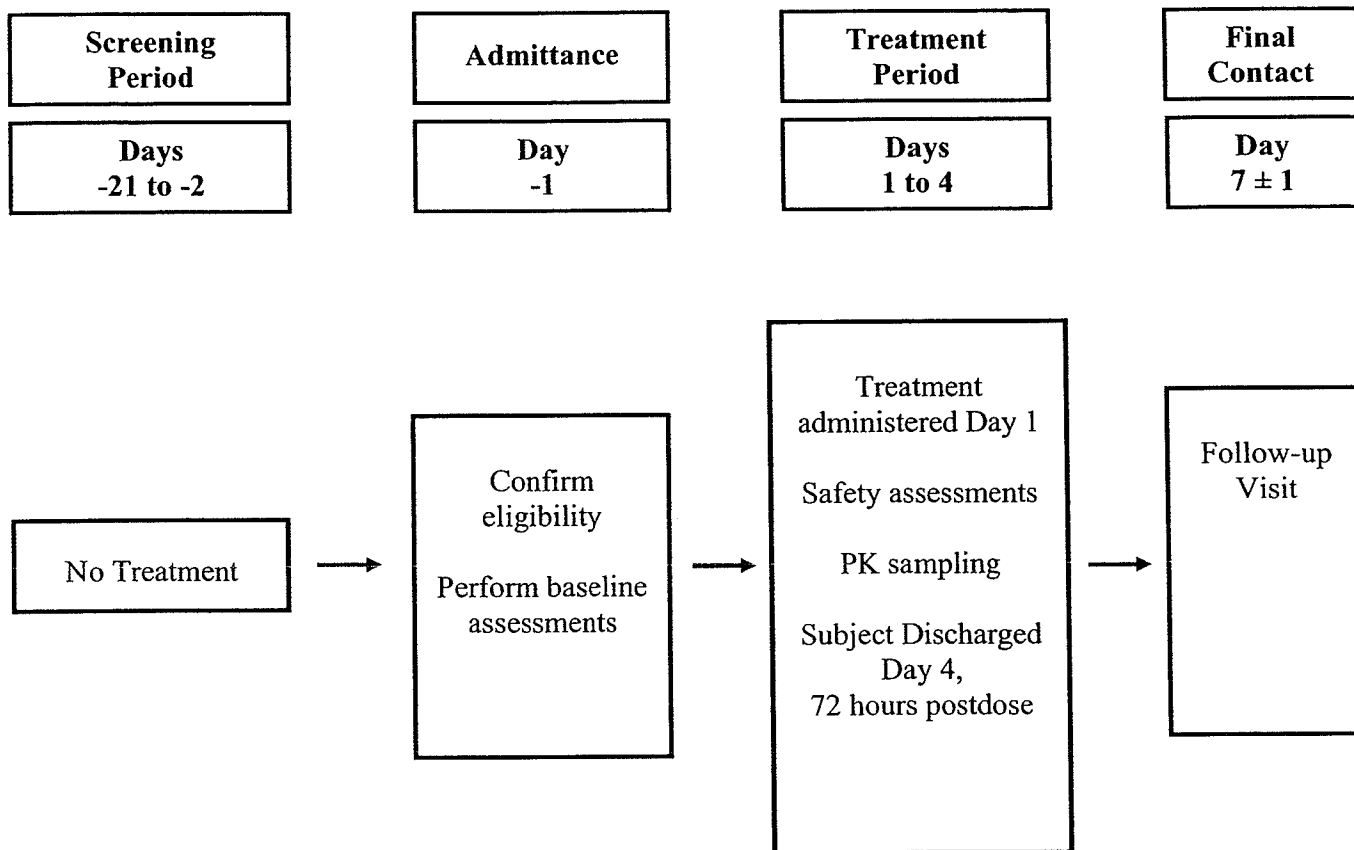 Screening
Period
Admittance
Treatment
Period
Final
Contact
Days
-21 to -2
Day
-1
Days
1 to 4
Day
7 ± 1
No Treatment
Confirm
eligibility
Perform baseline
assessments
Treatment
administered Day 1
Safety assessments
PK sampling
Subject Discharged
Day 4,
72 hours postdose
Follow-up
Visit